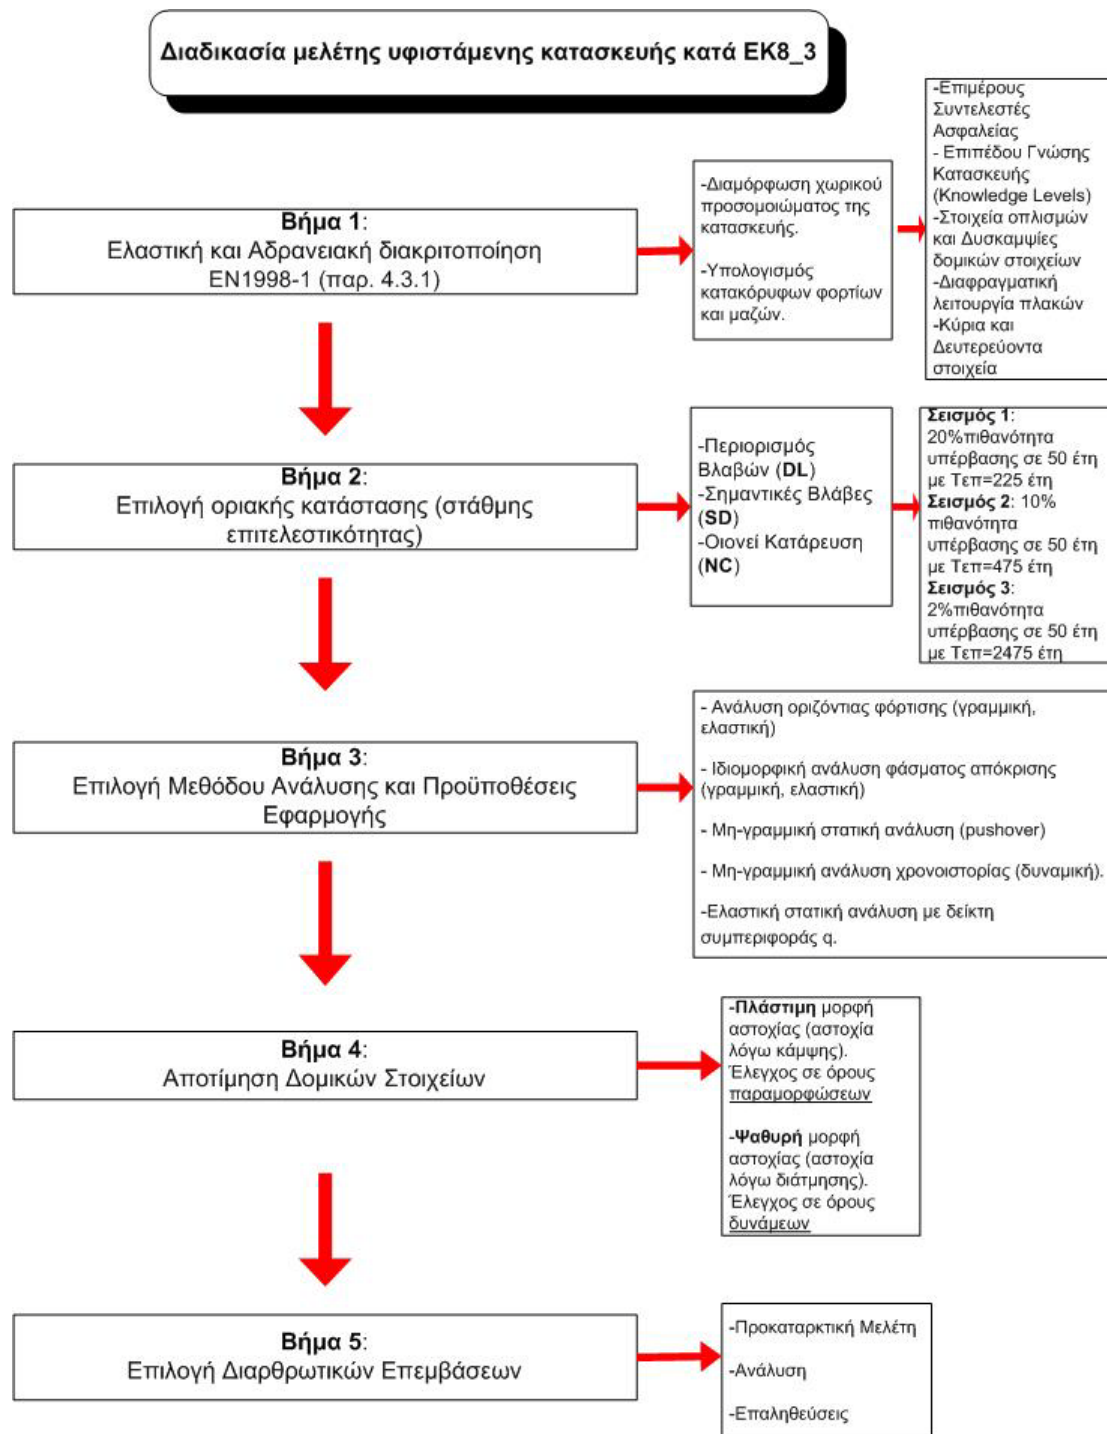 Διαδικασία μελέτης υφιστάμενης κατασκευής κατά ΕΚ8_3
Βήμα 1:
Ελαστική και Αδρανειακή διακριτοποίηση
ΕΝ1998-1 (παρ. 4.3.1)
-Διαμόρφωση χωρικού
προσομοιώματος της
κατασκευής.
-Υπολογισμός
κατακόρυφων φορτίων
και μαζών.
-Επιμέρους
Συντελεστές
Ασφαλείας
- Επιπέδου Γνώσης
Κατασκευής
(Knowledge Levels)
-Στοιχεία οπλισμών
και Δυσκαμψίες
δομικών στοιχείων
-Διαφραγματική
λειτουργία πλακών
-Κύρια και
Δευτερεύοντα
στοιχεία
Βήμα 2:
Επιλογή οριακής κατάστασης (στάθμης
επιτελεστικότητας)
-Περιορισμός
Βλαβών (DL)
-Σημαντικές Βλάβες
(SD)
-Οιονεί Κατάρευση
(NC)
Σεισμός 1:
20%πιθανότητα
υπέρβασης σε 50 έτη
με Τεπ=225 έτη
Σεισμός 2: 10%
πιθανότητα
υπέρβασης σε 50 έτη
με Τεπ=475 έτη
Σεισμός 3:
2%πιθανότητα
υπέρβασης σε 50 έτη
με Τεπ=2475 έτη
Βήμα 3:
Επιλογή Μεθόδου Ανάλυσης και Προϋποθέσεις
Εφαρμογής
- Ανάλυση οριζόντιας φόρτισης (γραμμική,
ελαστική)
- Ιδιομορφική ανάλυση φάσματος απόκρισης
(γραμμική, ελαστική)
- Μη-γραμμική στατική ανάλυση (pushover)
- Μη-γραμμική ανάλυση χρονοιστορίας (δυναμική).
-Ελαστική στατική ανάλυση με δείκτη
συμπεριφοράς q.
Βήμα 4:
Αποτίμηση Δομικών Στοιχείων
-Πλάστιμη μορφή
αστοχίας (αστοχία
λόγω κάμψης).
Έλεγχος σε όρους
παραμορφώσεων
-Ψαθυρή μορφή
αστοχίας (αστοχία
λόγω διάτμησης).
Έλεγχος σε όρους
δυνάμεων
Βήμα 5:
Επιλογή Διαρθρωτικών Επεμβάσεων
-Προκαταρκτική Μελέτη
-Ανάλυση
-Επαληθεύσεις